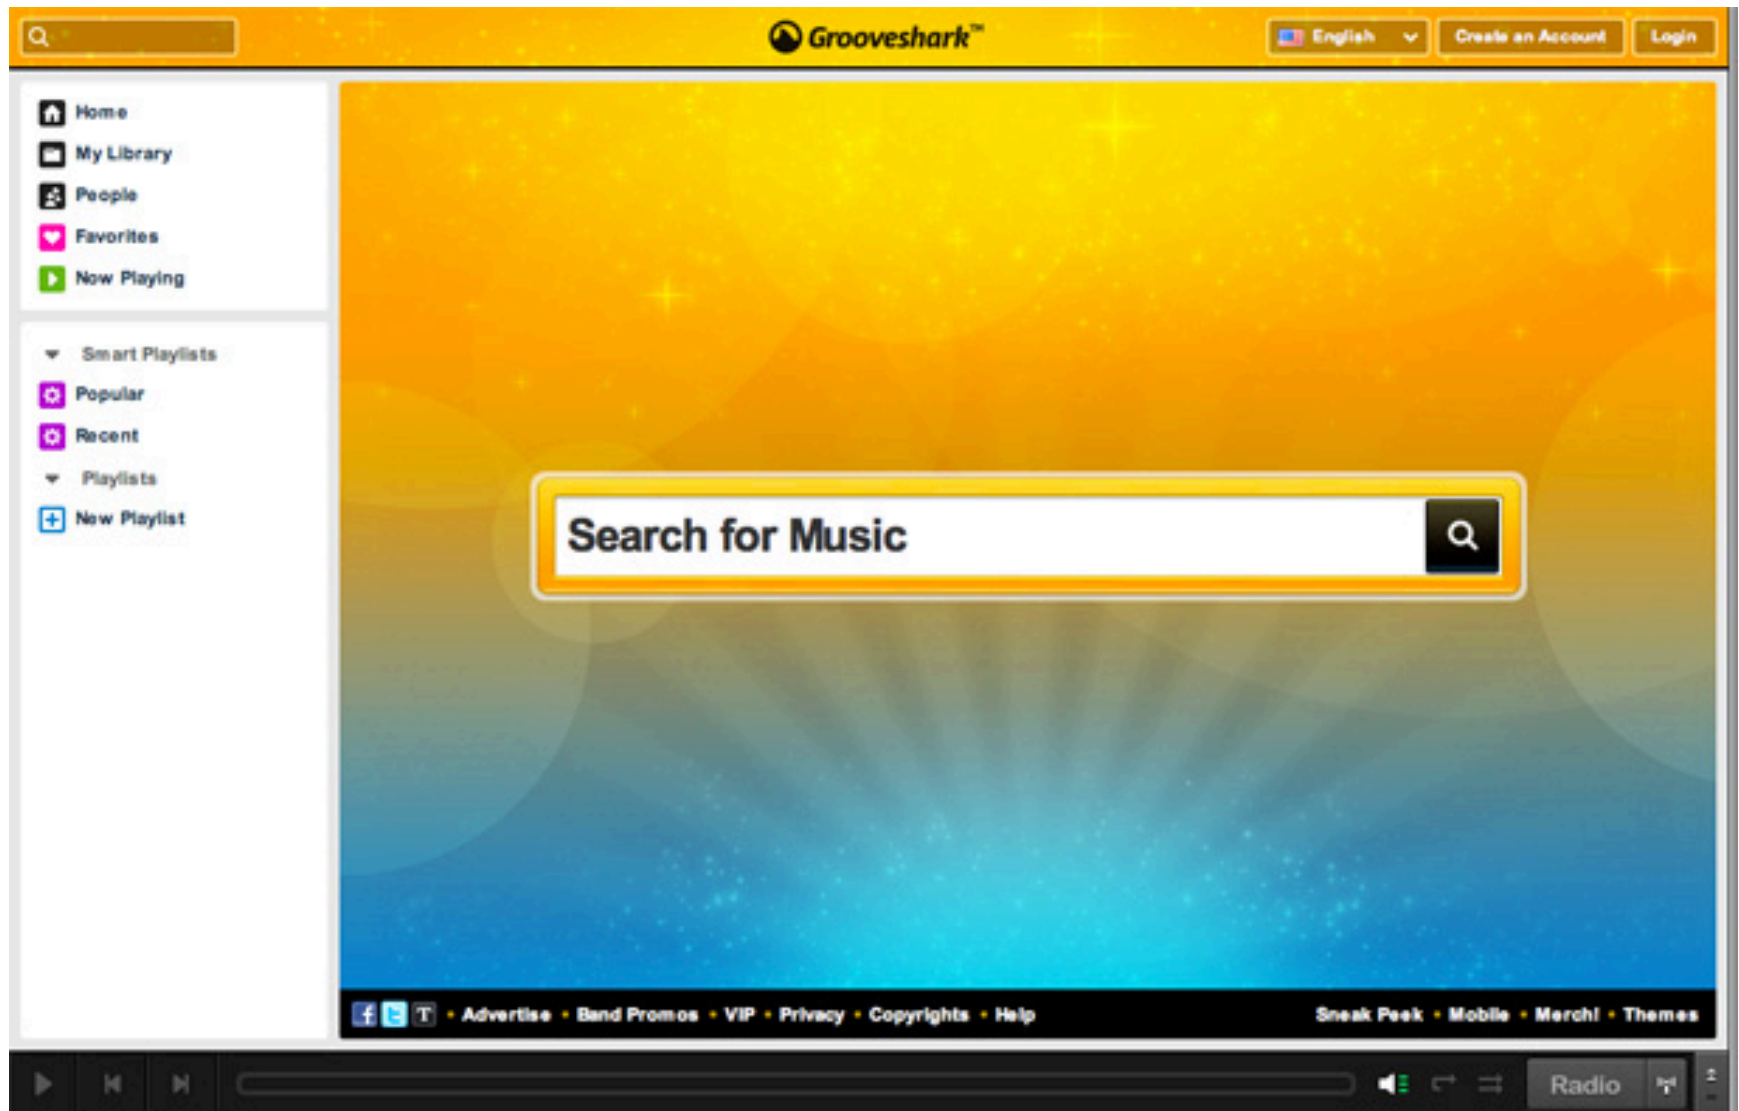 Grooveshark™
English
Create an Account
Login
Home
My Library
People
Favorites
Now Playing
Smart Playlists
Popular
Recent
Playlists
New Playlist
Search for Music
f t T • Advertise • Band Promos • VIP • Privacy • Copyrights • Help
Sneak Peek • Mobile • Merch! • Themes
Radio